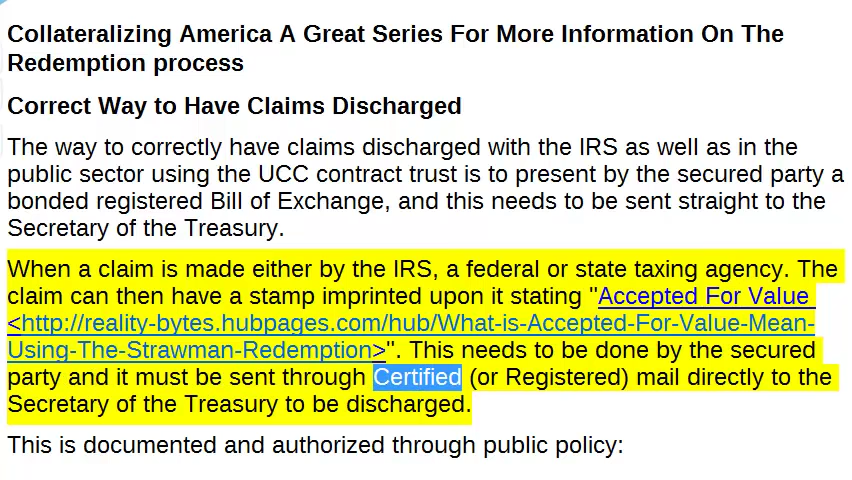 Collateralizing America A Great Series For More Information On The
Redemption process
Correct Way to Have Claims Discharged
The way to correctly have claims discharged with the IRS as well as in the
public sector using the UCC contract trust is to present by the secured party a
bonded registered Bill of Exchange, and this needs to be sent straight to the
Secretary of the Treasury.
When a claim is made either by the IRS, a federal or state taxing agency. The
claim can then have a stamp imprinted upon it stating "Accepted For Value
<http://reality-bytes.hubpages.com/hub/What-is-Accepted-For-Value-Mean-
Using-The-Strawman-Redemption>". This needs to be done by the secured
party and it must be sent through Certified (or Registered) mail directly to the
Secretary of the Treasury to be discharged.
This is documented and authorized through public policy: